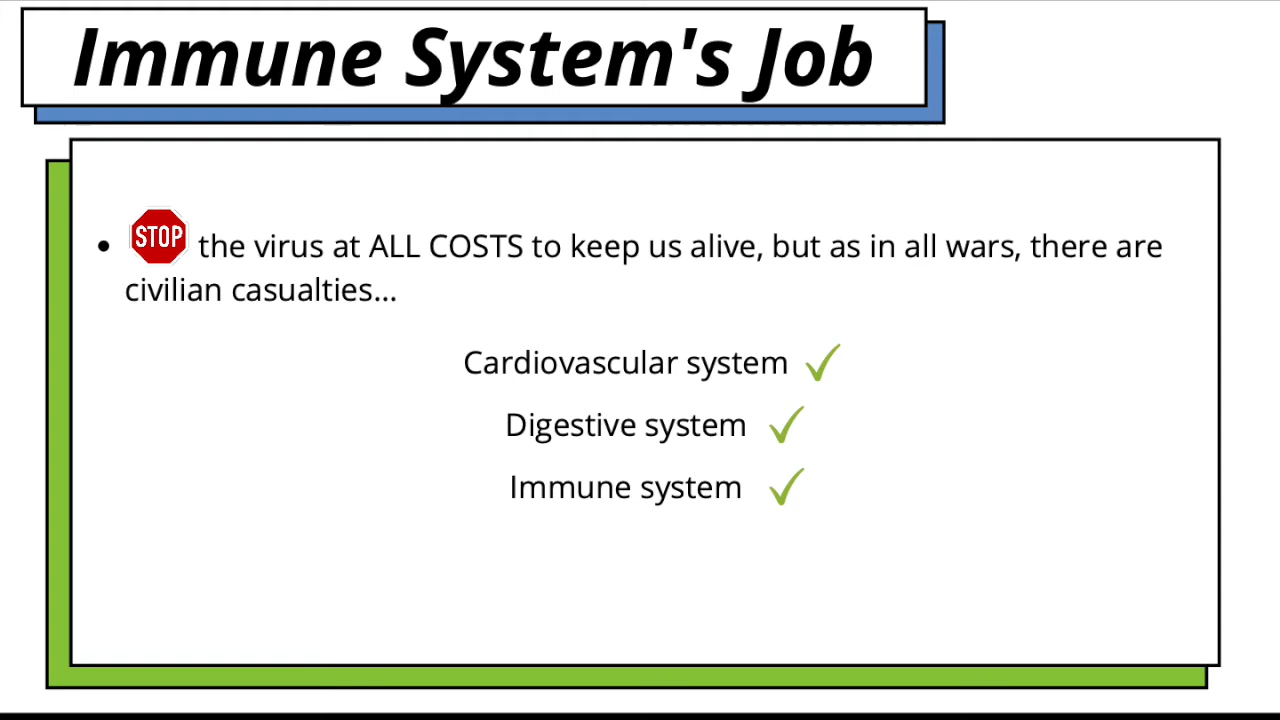 Immune System's Job
• STOP the virus at ALL COSTS to keep us alive, but as in all wars, there are
civilian casualties...
Cardiovascular system ✓
Digestive system ✓
Immune system ✓